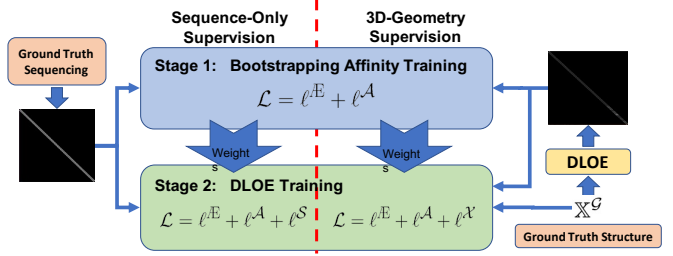 Sequence-Only
Supervision
3D-Geometry
Supervision
Ground Truth
Sequencing
Stage 1: Bootstrapping Affinity Training
ℒ = ℓ^Æ + ℓ^𝒜
Weight
s
Weight
s
DLOE
Stage 2: DLOE Training
ℒ = ℓ^Æ + ℓ^𝒜 + ℓ^𝒮
ℒ = ℓ^Æ + ℓ^𝒜 + ℓ^𝒳
𝕏^𝒢
Ground Truth Structure